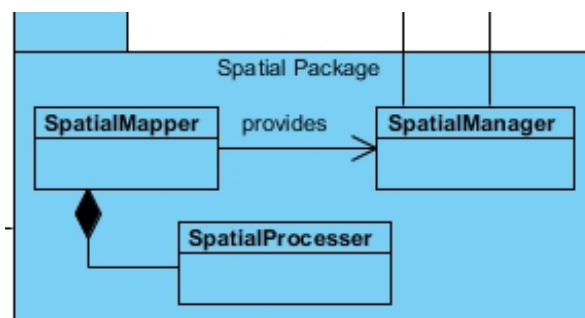 Spatial Package
SpatialMapper
provides
SpatialManager
SpatialProcesser